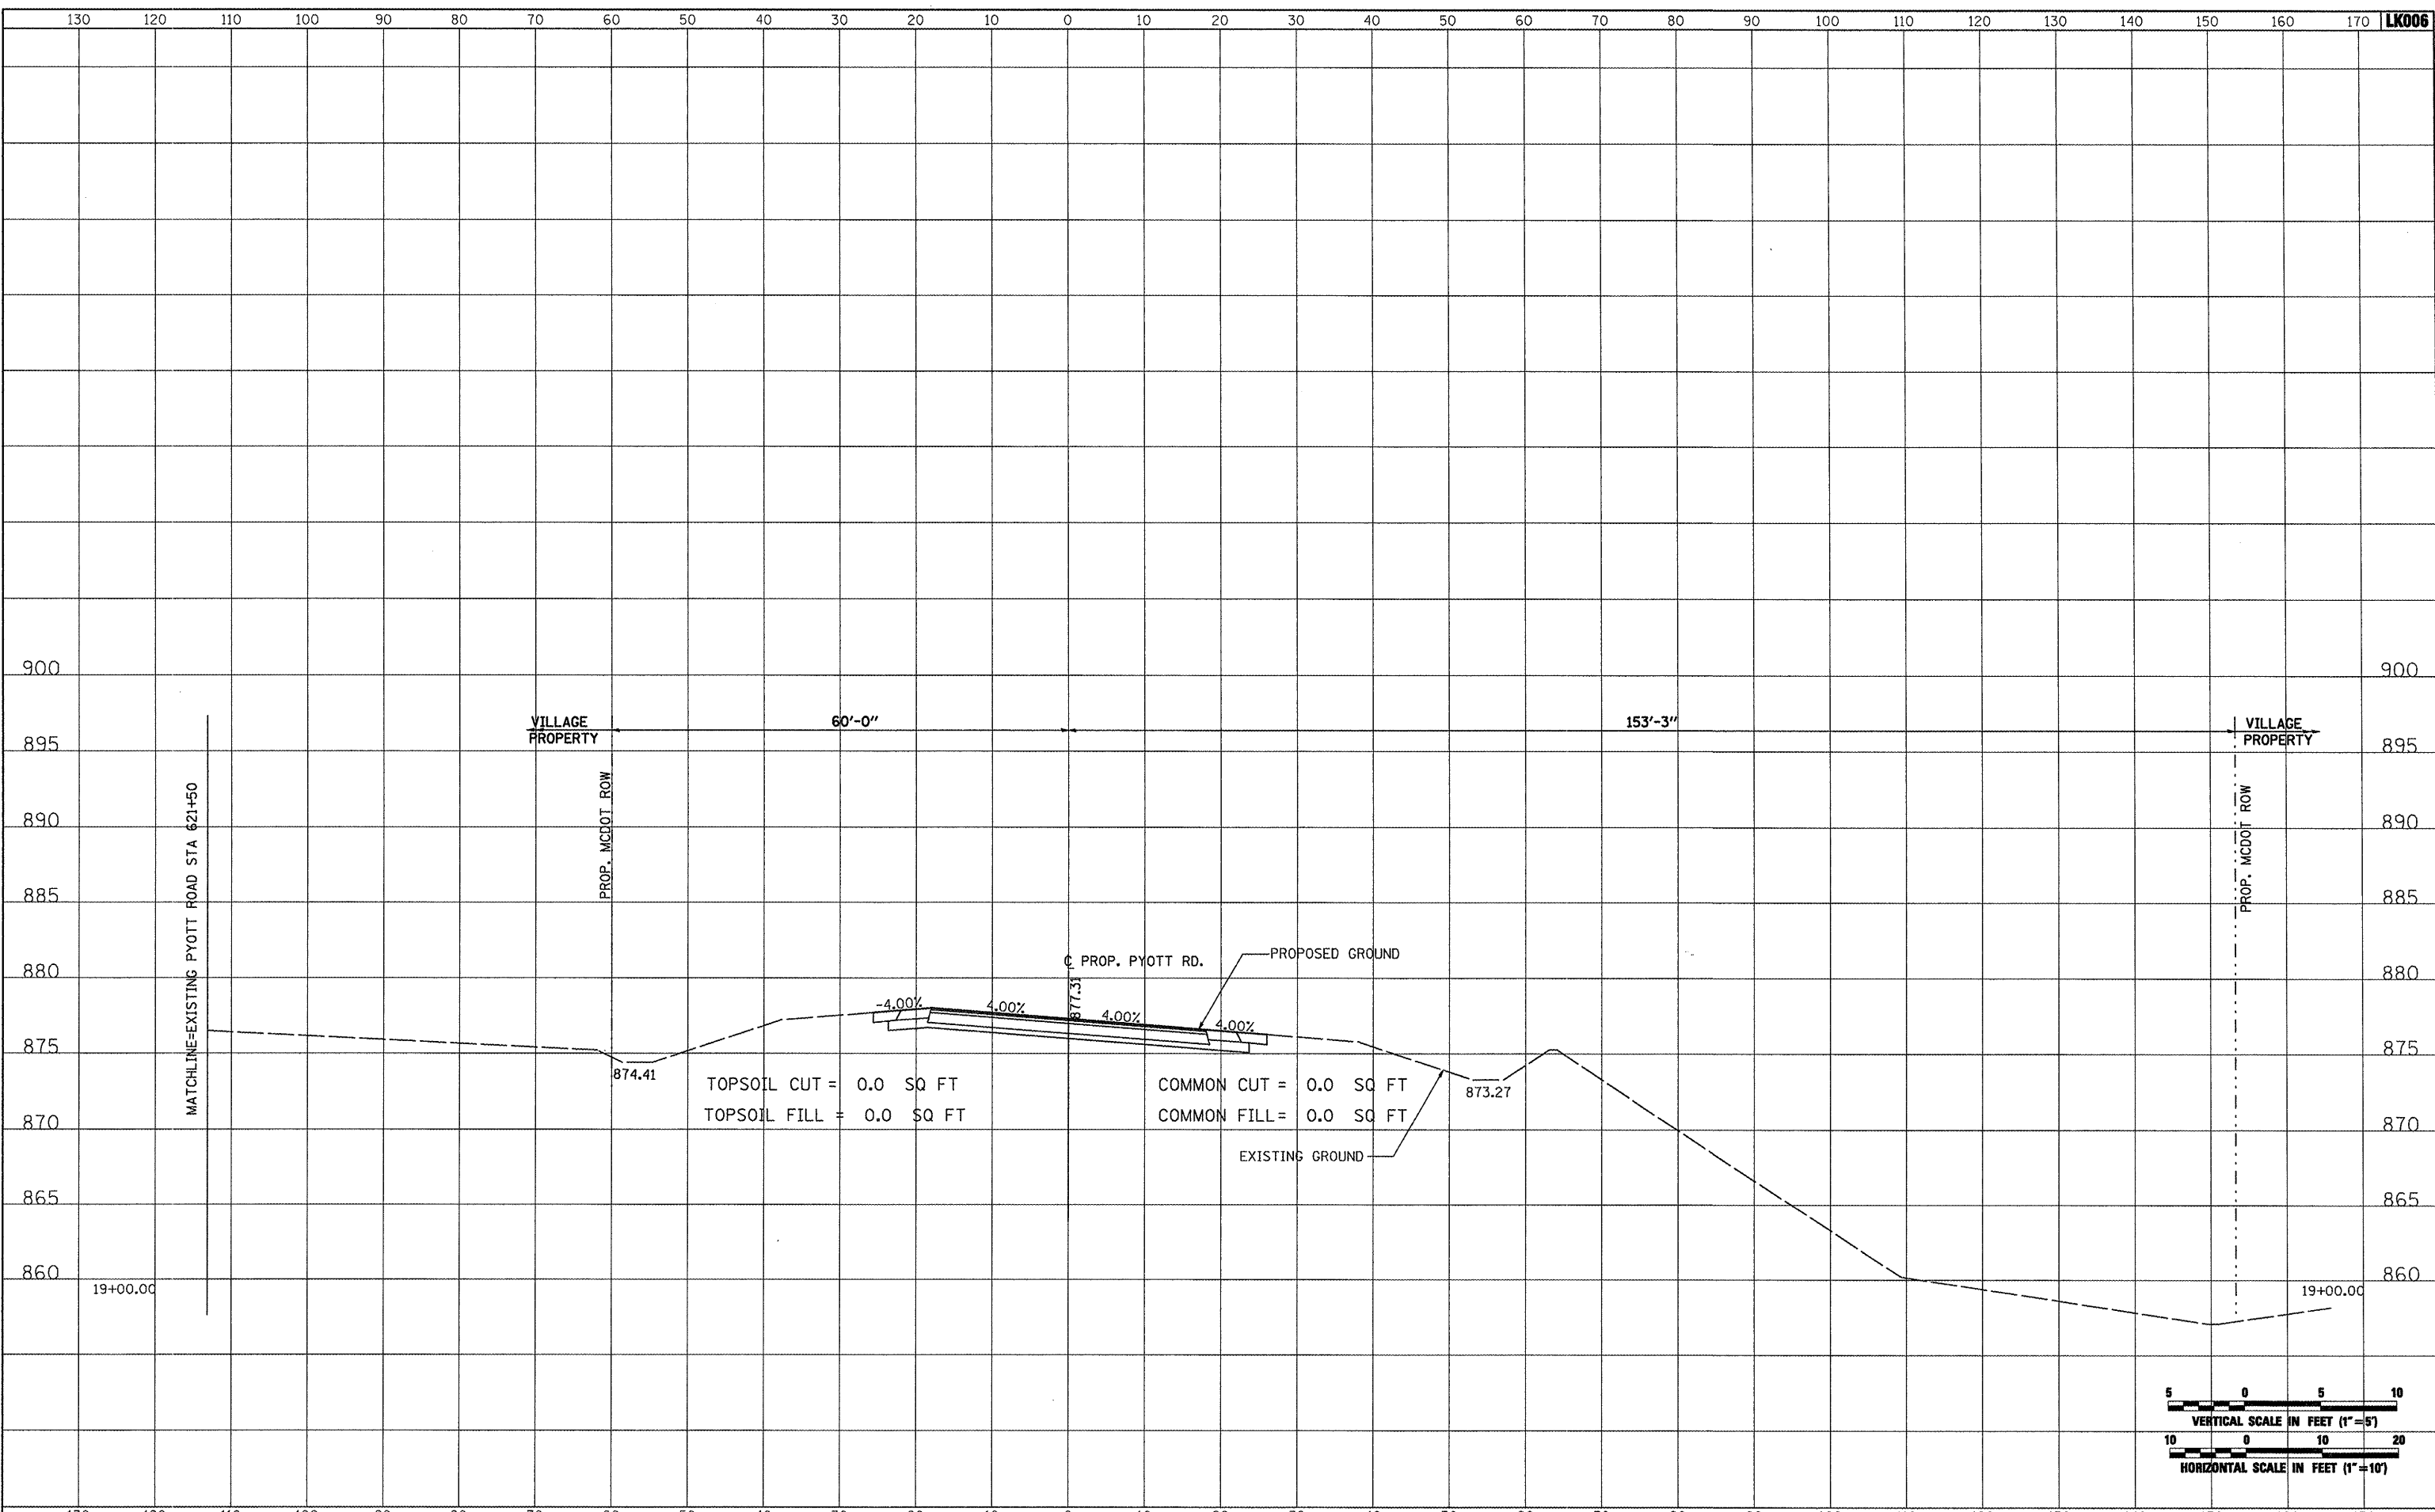 130 120 110 100 90 80 70 60 50 40 30 20 10 0 10 20 30 40 50 60 70 80 90 100 110 120 130 140 150 160 170 LK006
900 900
VILLAGE PROPERTY 60'-0" 153'-3" VILLAGE PROPERTY
895 895
MATCHLINE=EXISTING PYOTT ROAD STA 621+50
PROP. MCDOT ROW
PROP. MCDOT ROW
890 890
885 885
℄ PROP. PYOTT RD.
PROPOSED GROUND
877.31
880 880
-4.00% 4.00% 4.00% 4.00%
875 875
874.41
873.27
TOPSOIL CUT = 0.0 SQ FT COMMON CUT = 0.0 SQ FT
TOPSOIL FILL = 0.0 SQ FT COMMON FILL= 0.0 SQ FT
870 870
EXISTING GROUND
865 865
860 860
19+00.00 19+00.00
5 0 5 10
VERTICAL SCALE IN FEET (1"=5')
10 0 10 20
HORIZONTAL SCALE IN FEET (1"=10')